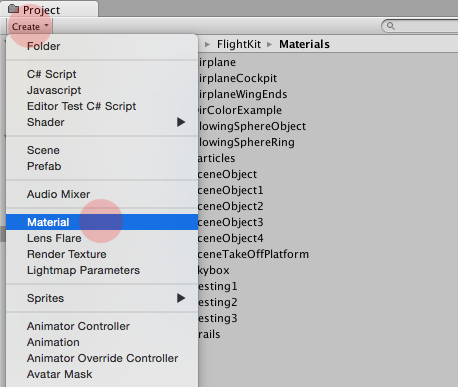 Project
Create
FlightKit ▸ Materials
Folder
C# Script
Javascript
Editor Test C# Script
Shader
Scene
Prefab
Audio Mixer
Material
Lens Flare
Render Texture
Lightmap Parameters
Sprites
Animator Controller
Animation
Animator Override Controller
Avatar Mask
irplane
irplaneCockpit
irplaneWingEnds
irColorExample
lowingSphereObject
lowingSphereRing
articles
ceneObject
ceneObject1
ceneObject2
ceneObject3
ceneObject4
ceneTakeOffPlatform
kybox
esting1
esting2
esting3
rails